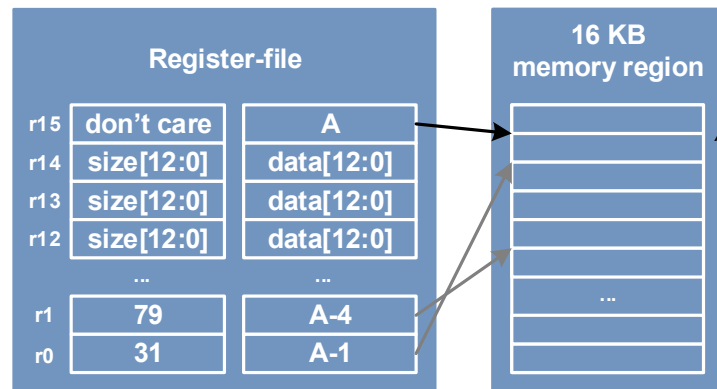 Register-file
16 KB
memory region
r15 don't care A
r14 size[12:0] data[12:0]
r13 size[12:0] data[12:0]
r12 size[12:0] data[12:0]
... ...
...
r1 79 A-4
r0 31 A-1